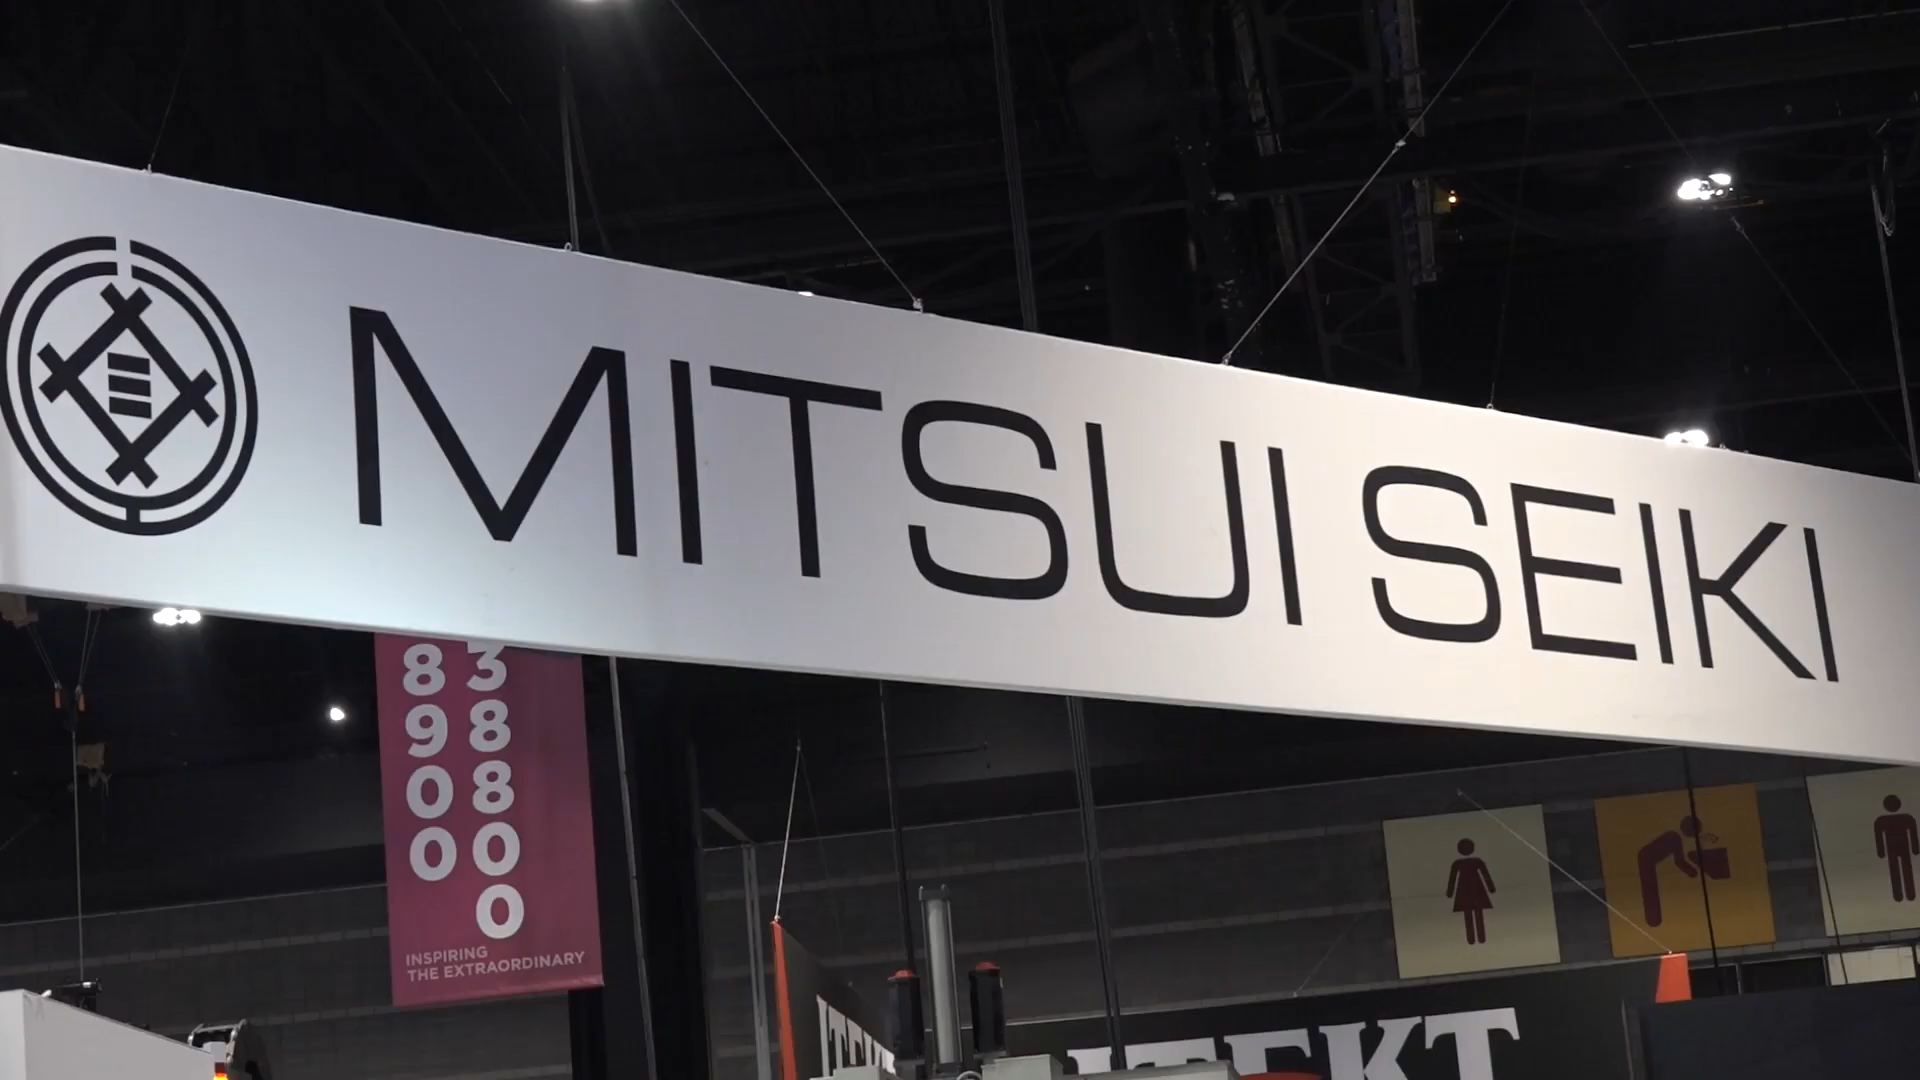 MITSUI SEIKI
8 3
9 8
0 8
0 0
0
INSPIRING
THE EXTRAORDINARY